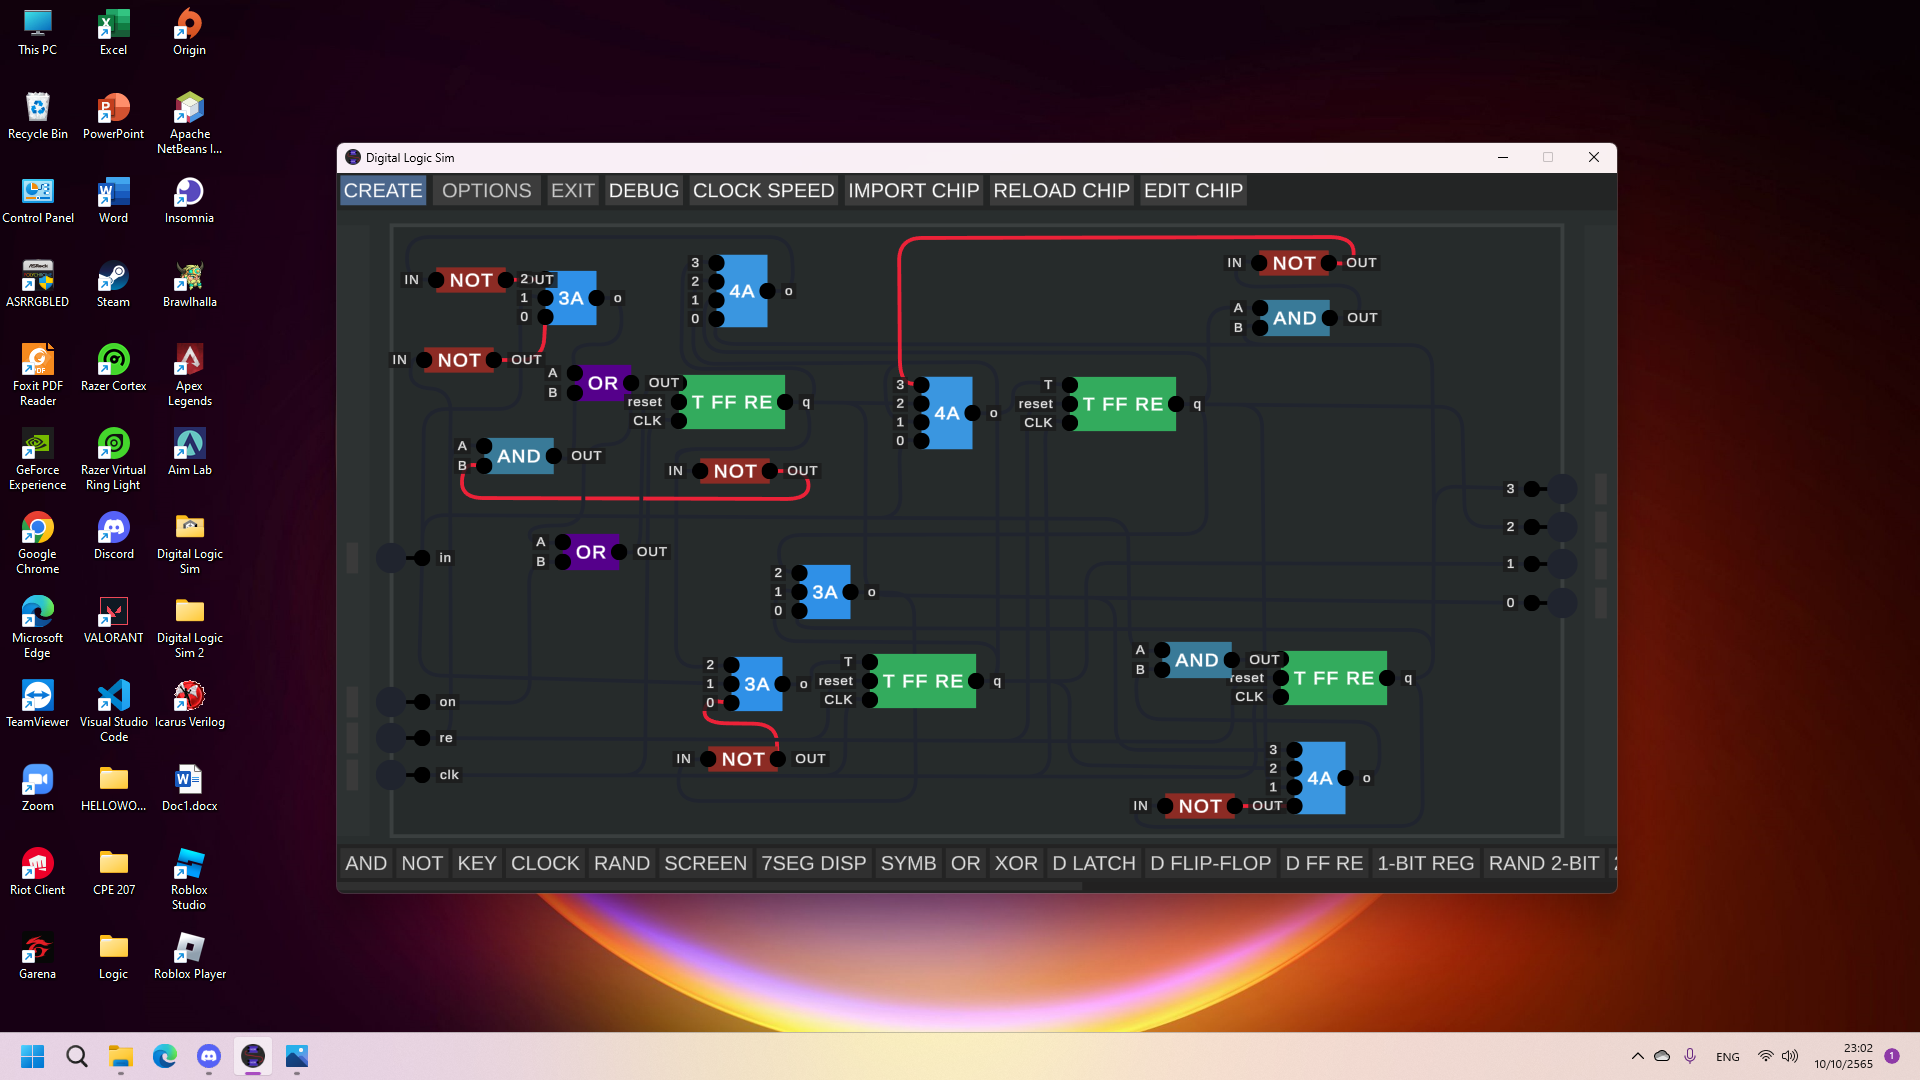 This PC
Excel
Origin
Recycle Bin
PowerPoint
Apache
NetBeans I...
Control Panel
Word
Insomnia
ASRRGBLED
Steam
Brawlhalla
Foxit PDF
Reader
Razer Cortex
Apex
Legends
GeForce
Experience
Razer Virtual
Ring Light
Aim Lab
Google
Chrome
Discord
Digital Logic
Sim
Microsoft
Edge
VALORANT
Digital Logic
Sim 2
TeamViewer
Visual Studio
Code
Icarus Verilog
Zoom
HELLOWO...
Doc1.docx
Riot Client
CPE 207
Roblox
Studio
Garena
Logic
Roblox Player
Digital Logic Sim
CREATE OPTIONS EXIT DEBUG CLOCK SPEED IMPORT CHIP RELOAD CHIP EDIT CHIP
IN NOT OUT
2 1 0 3A o
3 2 1 0 4A o
IN NOT OUT
A B AND OUT
IN NOT OUT
A B OR OUT
reset CLK T FF RE q
3 2 1 0 4A o
T reset CLK T FF RE q
A B AND OUT
IN NOT OUT
A B OR OUT
in
2 1 0 3A o
3
2
1
0
on
re
clk
2 1 0 3A o
T reset CLK T FF RE q
A B AND OUT
reset CLK T FF RE q
IN NOT OUT
3 2 1 4A o
IN NOT OUT
AND NOT KEY CLOCK RAND SCREEN 7SEG DISP SYMB OR XOR D LATCH D FLIP-FLOP D FF RE 1-BIT REG RAND 2-BIT
ENG
23:02
10/10/2565
1